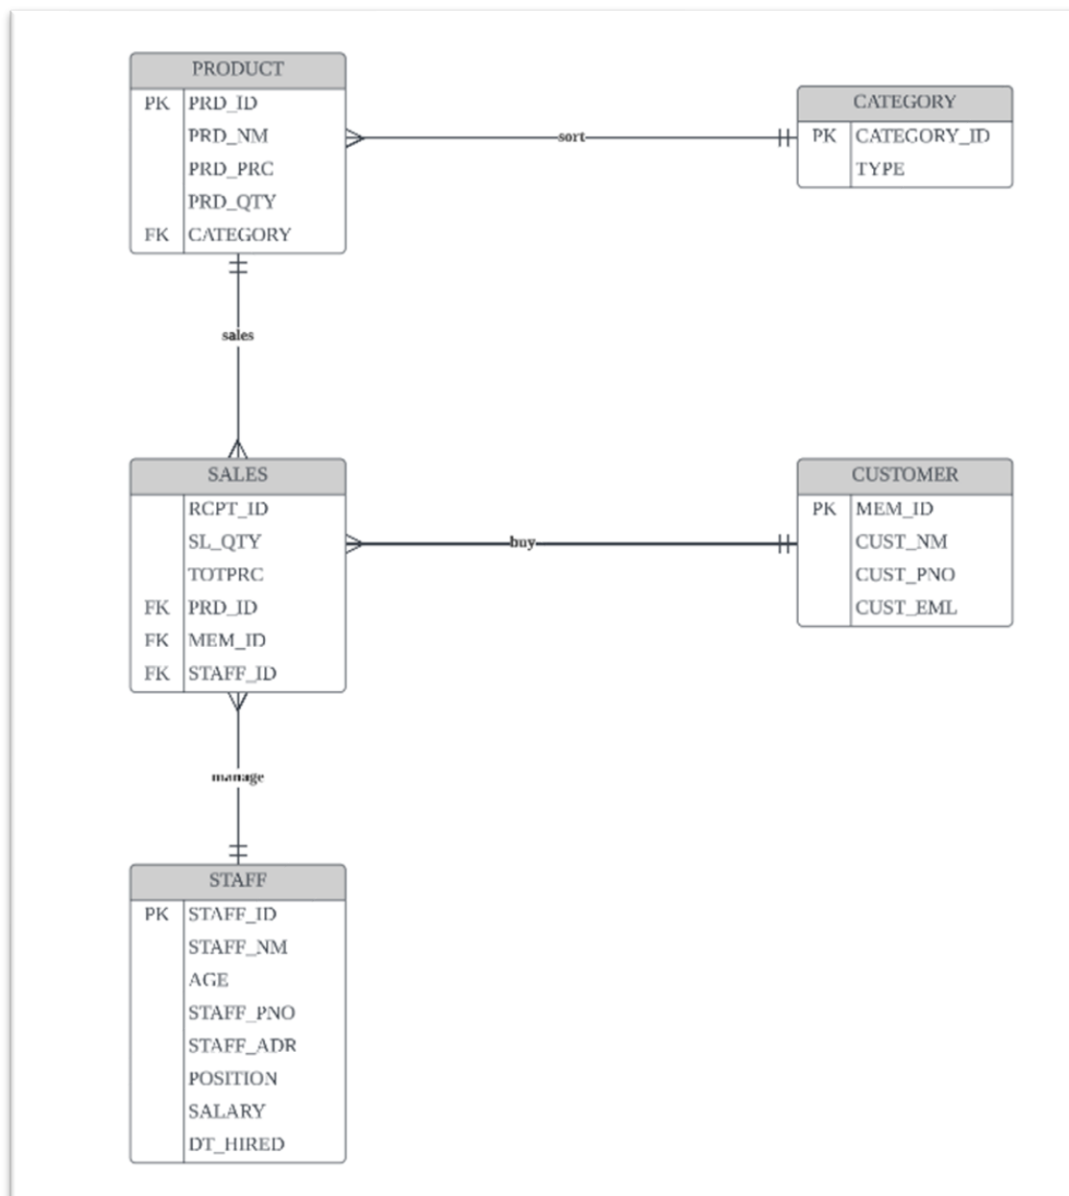 PRODUCT
PK PRD_ID
PRD_NM
PRD_PRC
PRD_QTY
FK CATEGORY
sort
CATEGORY
PK CATEGORY_ID
TYPE
sales
SALES
RCPT_ID
SL_QTY
TOTPRC
FK PRD_ID
FK MEM_ID
FK STAFF_ID
buy
CUSTOMER
PK MEM_ID
CUST_NM
CUST_PNO
CUST_EML
manage
STAFF
PK STAFF_ID
STAFF_NM
AGE
STAFF_PNO
STAFF_ADR
POSITION
SALARY
DT_HIRED